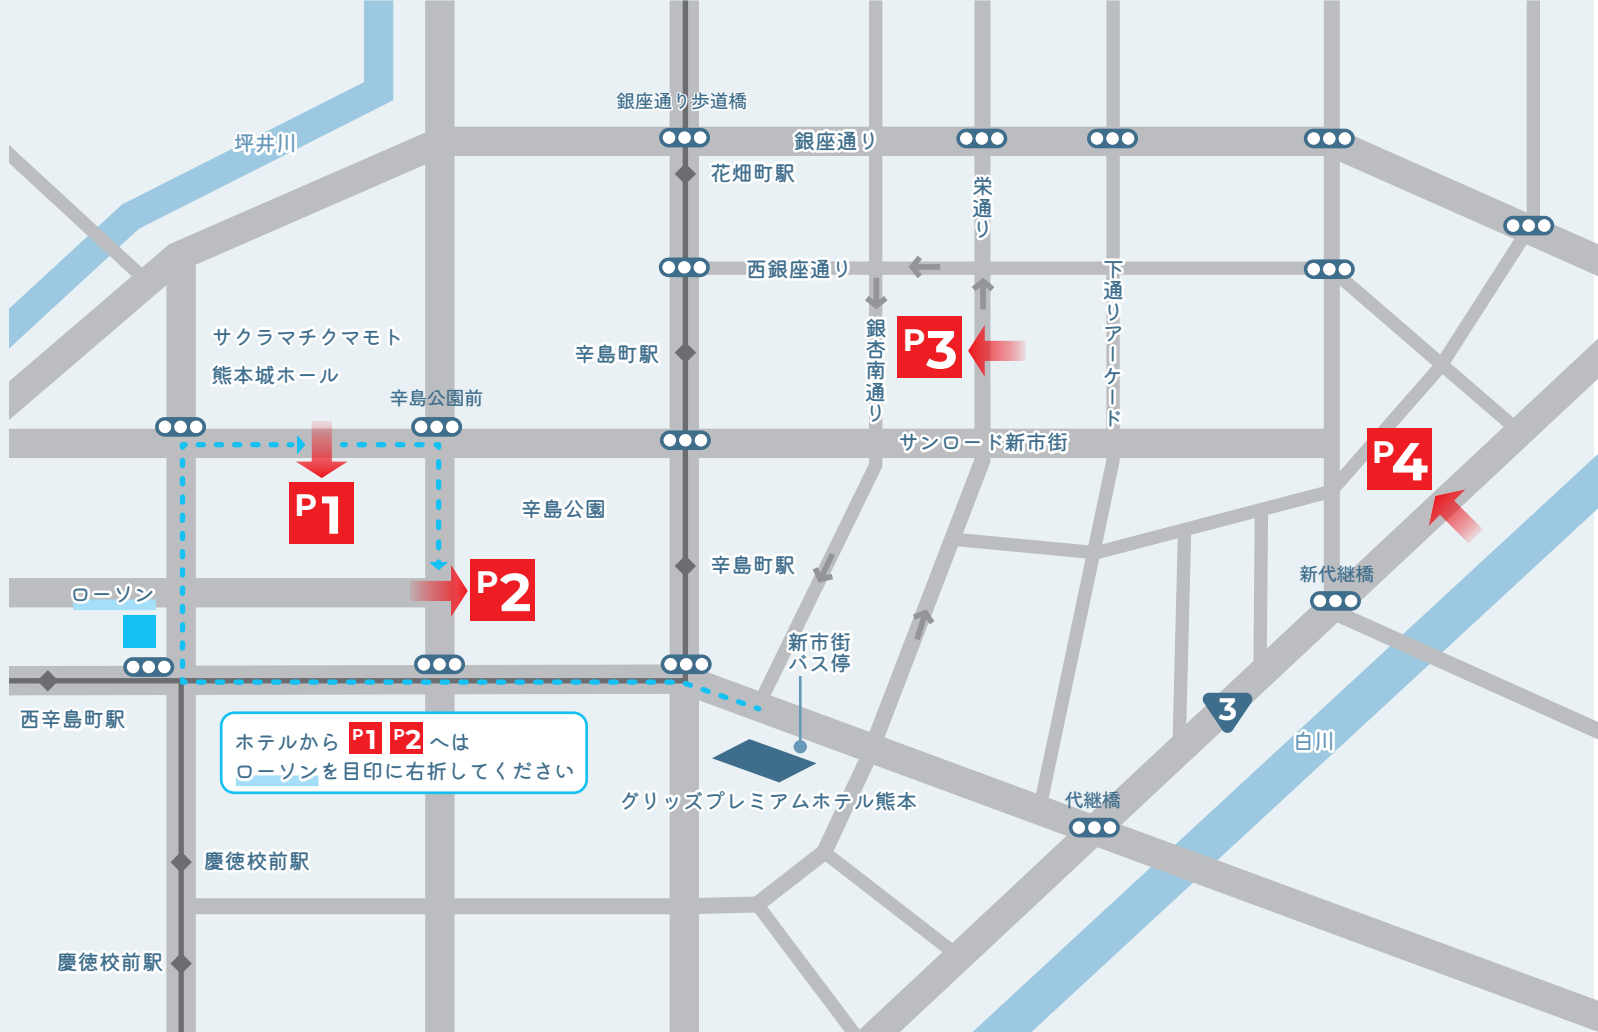 銀座通り歩道橋
坪井川
銀座通り
花畑町駅
栄通り
西銀座通り
下通りアーケード
サクラマチクマモト
熊本城ホール
辛島町駅
銀杏南通り
P3
辛島公園前
サンロード新市街
P4
P1
辛島公園
P2
辛島町駅
ローソン
新代継橋
新市街
バス停
西辛島町駅
3
白川
ホテルから P1 P2 へは
ローソンを目印に右折してください
グリッズプレミアムホテル熊本
代継橋
慶徳校前駅
慶徳校前駅